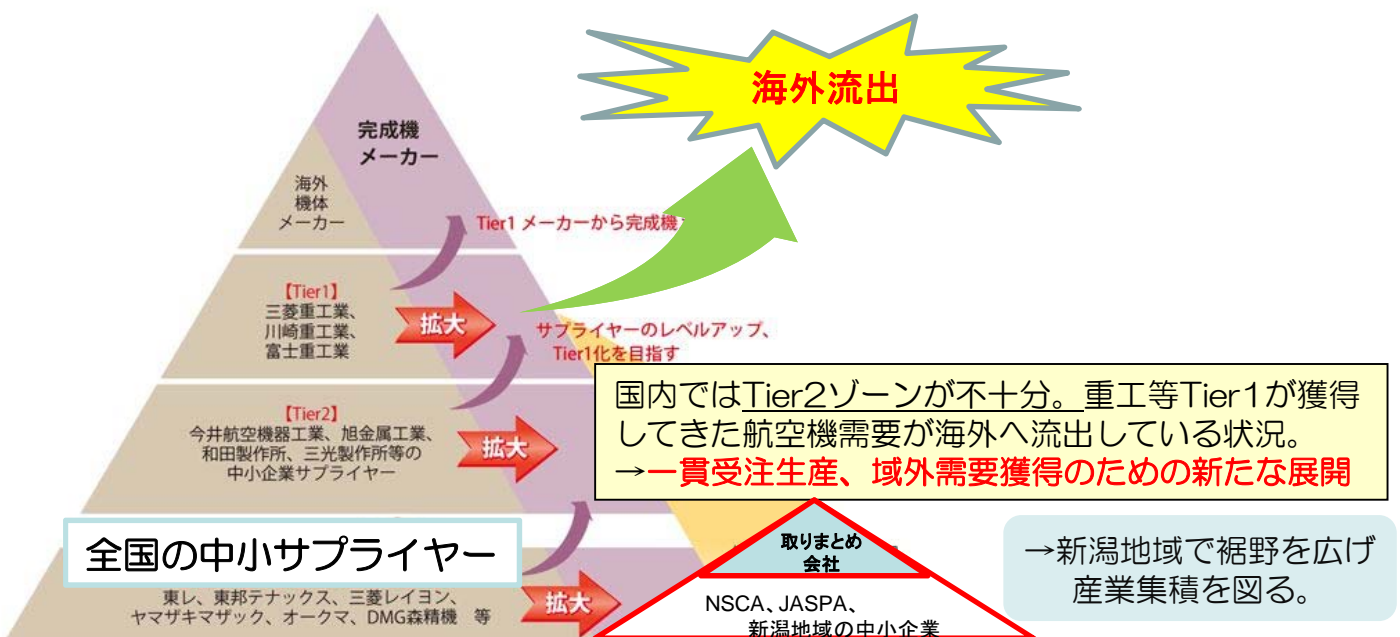 海外流出
完成機
メーカー
海外
機体
メーカー
Tier1 メーカーから完成機
【Tier1】
三菱重工業、
川崎重工業、
富士重工業
拡大
サプライヤーのレベルアップ、
Tier1化を目指す
国内ではTier2ゾーンが不十分。重工等Tier1が獲得
してきた航空機需要が海外へ流出している状況。
→一貫受注生産、域外需要獲得のための新たな展開
【Tier2】
今井航空機器工業、旭金属工業、
和田製作所、三光製作所等の
中小企業サプライヤー
拡大
全国の中小サプライヤー
取りまとめ
会社
→新潟地域で裾野を広げ
産業集積を図る。
東レ、東邦テナックス、三菱レイヨン、
ヤマザキマザック、オークマ、DMG森精機 等
拡大
NSCA、JASPA、
新潟地域の中小企業